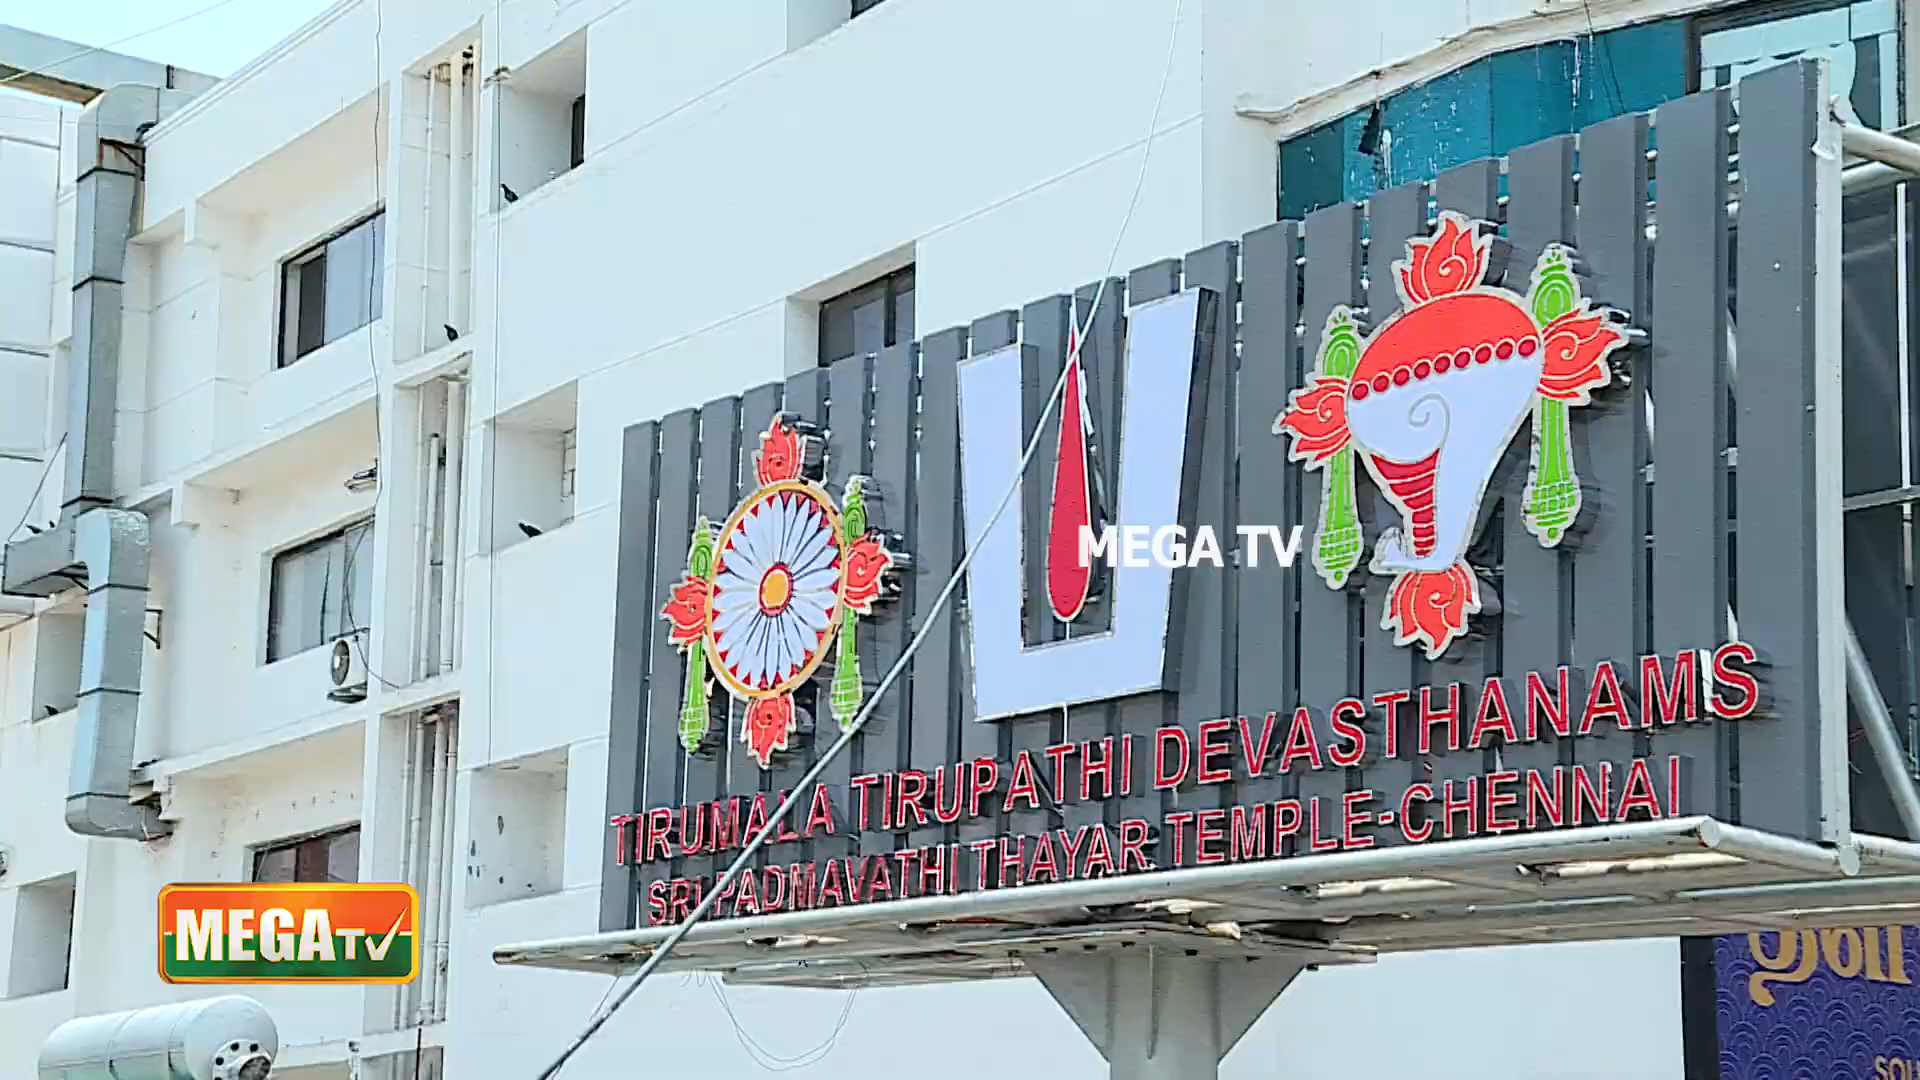 TIRUMALA TIRUPATHI DEVASTHANAMS
SRI PADMAVATHI THAYAR TEMPLE-CHENNAI
MEGA TV
MEGA TV